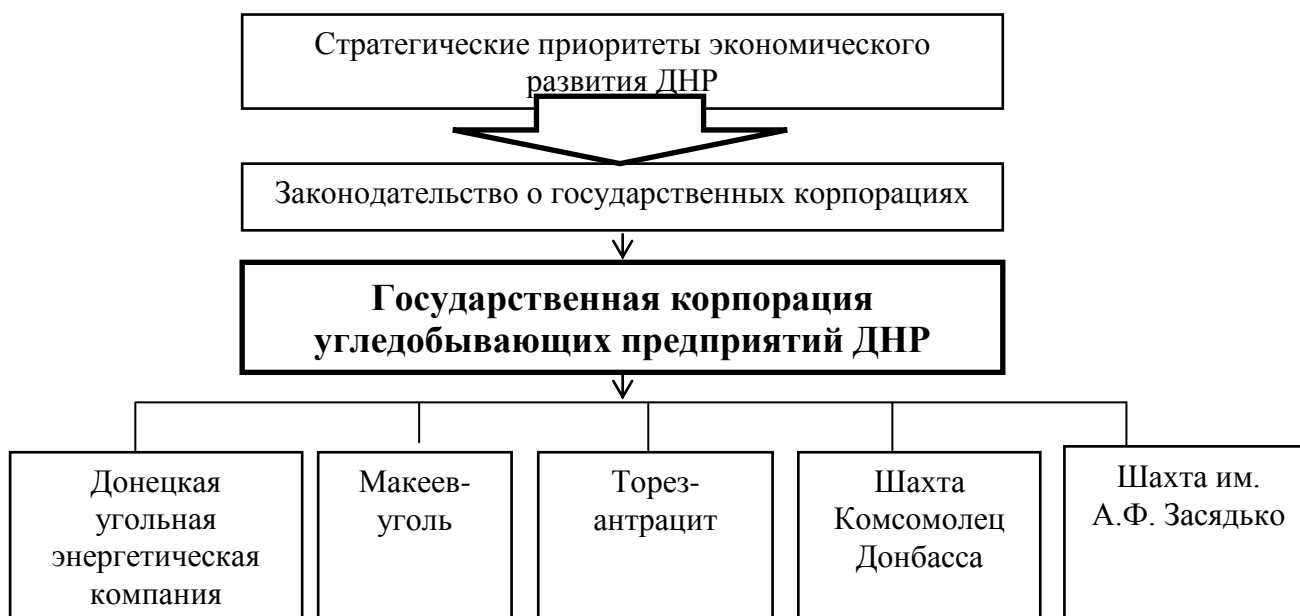 Стратегические приоритеты экономического
развития ДНР
Законодательство о государственных корпорациях
Государственная корпорация
угледобывающих предприятий ДНР
Донецкая
угольная
энергетическая
компания
Макеев-
уголь
Торез-
антрацит
Шахта
Комсомолец
Донбасса
Шахта им.
А.Ф. Засядько